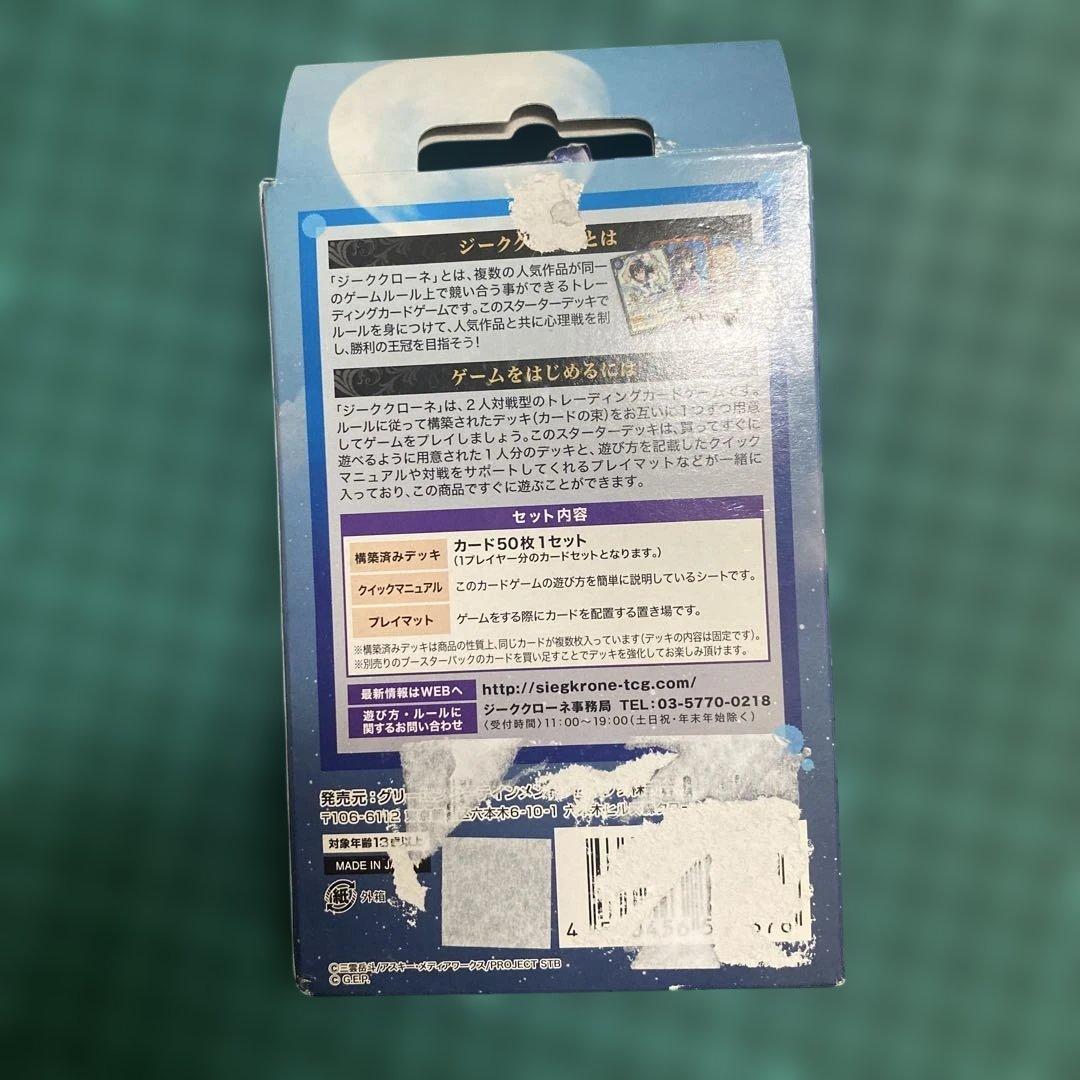 ジークク とは
「ジーククローネ」とは、複数の人気作品が同一
のゲームルール上で競い合う事ができるトレー
ディングカードゲームです。このスターターデッキで
ルールを身につけて、人気作品と共に心理戦を制
し、勝利の王冠を目指そう！
ゲームをはじめるには
「ジーククローネ」は、２人対戦型のトレーディングカードゲームです。
ルールに従って構築されたデッキ(カードの束)をお互いに１つずつ用意
してゲームをプレイしましょう。このスターターデッキは、買ってすぐに
遊べるように用意された１人分のデッキと、遊び方を記載したクイック
マニュアルや対戦をサポートしてくれるプレイマットなどが一緒に
入っており、この商品ですぐに遊ぶことができます。
セット内容
構築済みデッキ カード50枚1セット
(1プレイヤー分のカードセットとなります。)
クイックマニュアル このカードゲームの遊び方を簡単に説明しているシートです。
プレイマット ゲームをする際にカードを配置する置き場です。
※構築済みデッキは商品の性質上、同じカードが複数枚入っています(デッキの内容は固定です)。
※別売りのブースターパックのカードを買い足すことでデッキを強化してお楽しみ頂けます。
最新情報はWEBへ http://siegkrone-tcg.com/
遊び方・ルールに関するお問い合わせ ジーククローネ事務局 TEL:03-5770-0218
〈受付時間〉11:00～19:00(土日祝・年末年始除く)
発売元：グリ テインメン
〒106-6112 六本木6-10-1 六本木ヒル
対象年齢13歳以上
MADE IN JA
紙 外箱
©三雲岳斗/アスキー・メディアワークス/PROJECT STB
© G.E.P.